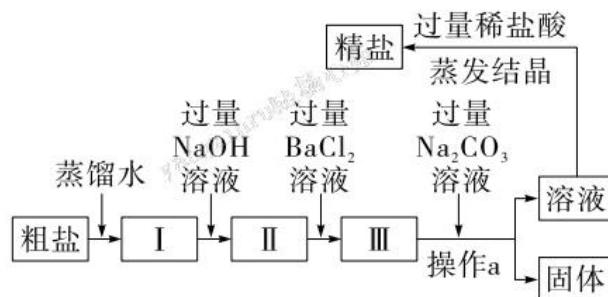 精盐
过量稀盐酸
蒸发结晶
过量
NaOH
溶液
过量
BaCl₂
溶液
过量
Na₂CO₃
溶液
蒸馏水
粗盐
Ⅰ
Ⅱ
Ⅲ
操作a
溶液
固体